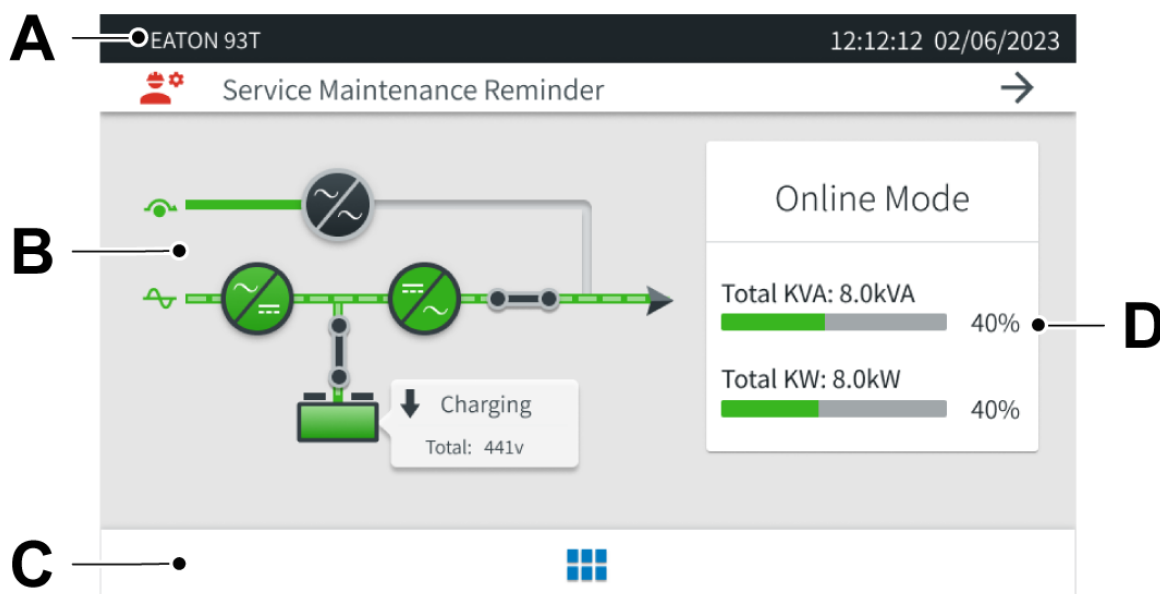 A
EATON 93T 12:12:12 02/06/2023
Service Maintenance Reminder
Online Mode
B
Total KVA: 8.0kVA
40%
D
Total KW: 8.0kW
40%
Charging
Total: 441v
C